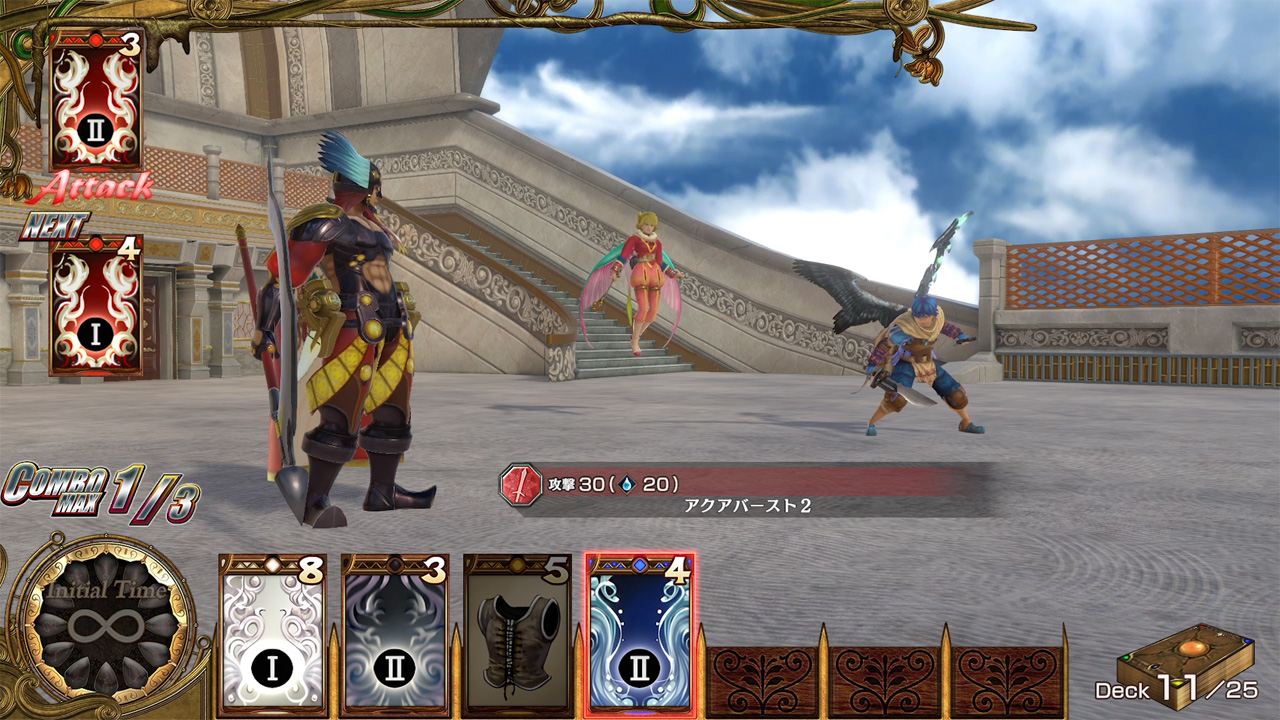 3
II
Attack
NEXT
4
I
COMBO MAX 1/3
攻撃 30 ( 20)
アクアバースト2
Initial Time
∞
8
3
5
4
I
II
II
Deck 11/25